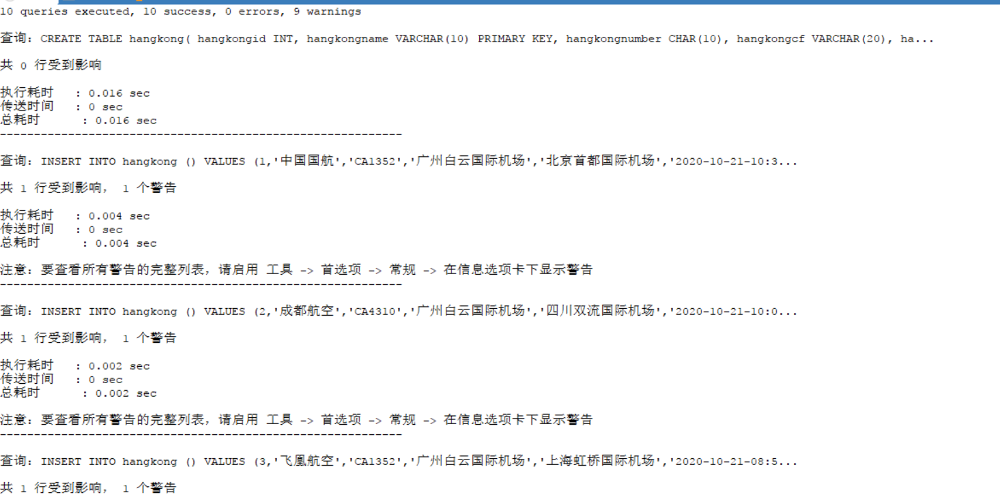 10 queries executed, 10 success, 0 errors, 9 warnings
查询：CREATE TABLE hangkong( hangkongid INT, hangkongname VARCHAR(10) PRIMARY KEY, hangkongnumber CHAR(10), hangkongcf VARCHAR(20), ha...
共 0 行受到影响
执行耗时 : 0.016 sec
传送时间 : 0 sec
总耗时 : 0.016 sec
-----------------------------------------------------------
查询：INSERT INTO hangkong () VALUES (1,'中国国航','CA1352','广州白云国际机场','北京首都国际机场','2020-10-21-10:3...
共 1 行受到影响， 1 个警告
执行耗时 : 0.004 sec
传送时间 : 0 sec
总耗时 : 0.004 sec
注意：要查看所有警告的完整列表，请启用 工具 -> 首选项 -> 常规 -> 在信息选项卡下显示警告
-----------------------------------------------------------
查询：INSERT INTO hangkong () VALUES (2,'成都航空','CA4310','广州白云国际机场','四川双流国际机场','2020-10-21-10:0...
共 1 行受到影响， 1 个警告
执行耗时 : 0.002 sec
传送时间 : 0 sec
总耗时 : 0.002 sec
注意：要查看所有警告的完整列表，请启用 工具 -> 首选项 -> 常规 -> 在信息选项卡下显示警告
-----------------------------------------------------------
查询：INSERT INTO hangkong () VALUES (3,'飞凰航空','CA1352','广州白云国际机场','上海虹桥国际机场','2020-10-21-08:5...
共 1 行受到影响， 1 个警告